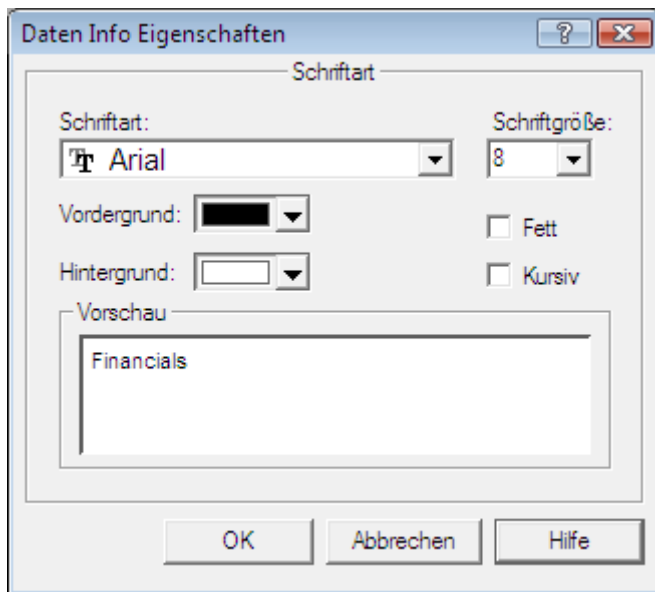 Daten Info Eigenschaften
Schriftart
Schriftart:
Schriftgröße:
Arial
8
Vordergrund:
Fett
Hintergrund:
Kursiv
Vorschau
Financials
OK
Abbrechen
Hilfe